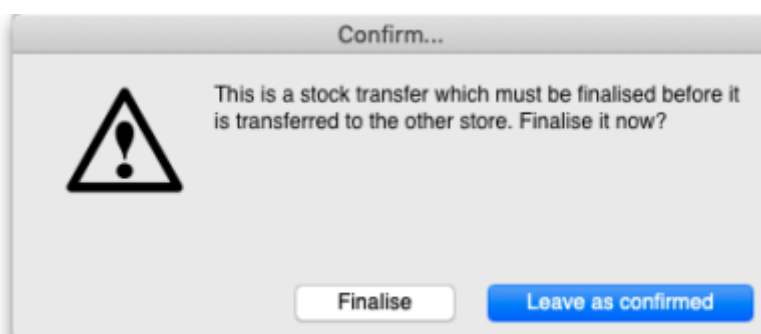 Confirm...
This is a stock transfer which must be finalised before it
is transferred to the other store. Finalise it now?
Finalise
Leave as confirmed